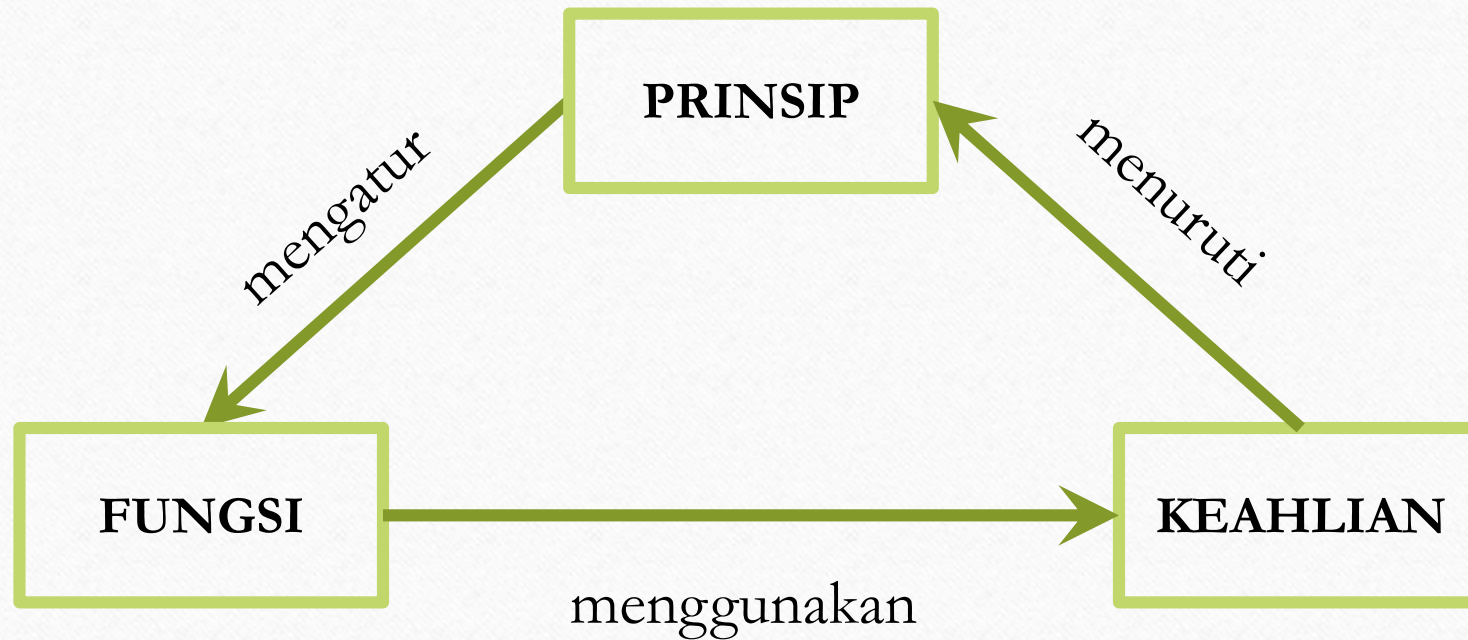 PRINSIP
mengatur
menuruti
FUNGSI
KEAHLIAN
menggunakan